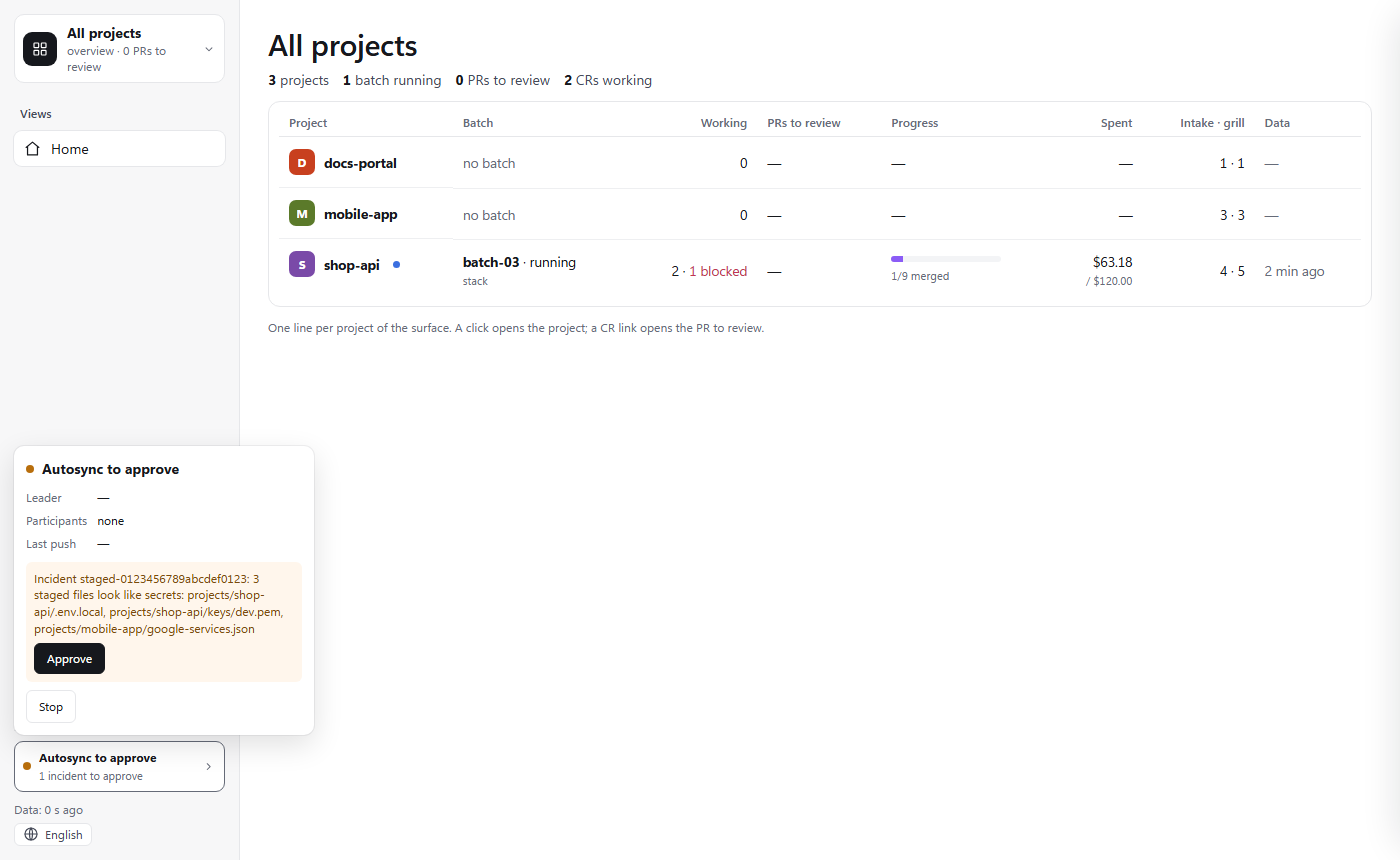 All projects
overview · 0 PRs to
review
Views
Home
All projects
3 projects 1 batch running 0 PRs to review 2 CRs working
Project Batch Working PRs to review Progress Spent Intake · grill Data
D docs-portal no batch 0 — — — 1 · 1 —
M mobile-app no batch 0 — — — 3 · 3 —
S shop-api batch-03 · running 2 · 1 blocked — $63.18 4 · 5 2 min ago
stack 1/9 merged / $120.00
One line per project of the surface. A click opens the project; a CR link opens the PR to review.
Autosync to approve
Leader —
Participants none
Last push —
Incident staged-0123456789abcdef0123: 3
staged files look like secrets: projects/shop-
api/.env.local, projects/shop-api/keys/dev.pem,
projects/mobile-app/google-services.json
Approve
Stop
Autosync to approve
1 incident to approve
Data: 0 s ago
English